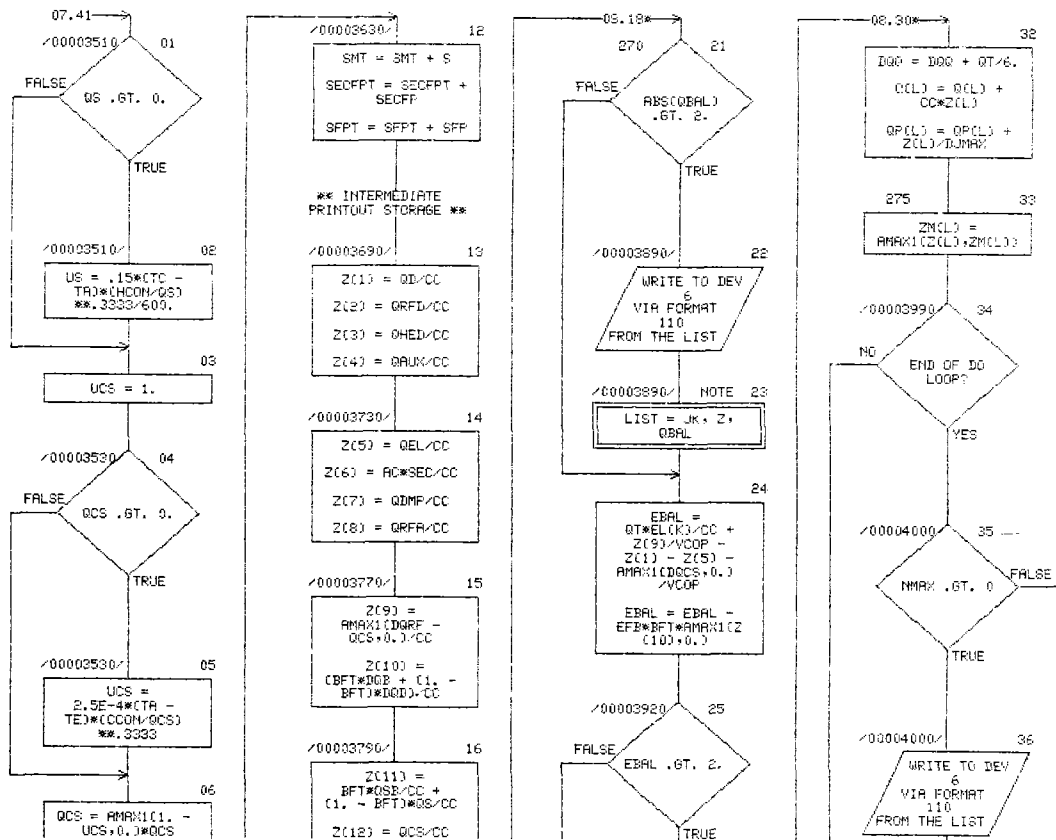 07.41
/00003510
01
FALSE
QS .GT. 0.
TRUE
/00003510/
02
US = .15*(TC -
TA)*(HCON/QS)
**.3333/600.
03
UCS = 1.
/00003530
04
FALSE
QCS .GT. 0.
TRUE
/00003530/
05
UCS =
2.5E-4*(TA -
TE)*(CCON/QCS)
**.3333
06
QCS = AMAX1(1. -
UCS,0.)*QCS
/00003630/
12
SMT = SMT + S
SECFPT = SECFPT +
SECFP
SFPT = SFPT + SFP
** INTERMEDIATE
PRINTOUT STORAGE **
/00003690/
13
Z(1) = QD/CC
Z(2) = QRFD/CC
Z(3) = QHED/CC
Z(4) = QAUX/CC
/00003730/
14
Z(5) = QEL/CC
Z(6) = AC*SEC/CC
Z(7) = QDMP/CC
Z(8) = QRFA/CC
/00003770/
15
Z(9) =
AMAX1(DQRF -
QCS,0.)/CC
Z(10) =
(BFT*DQB + (1. -
BFT)*DQD)/CC
/00003790/
16
Z(11) =
BFT*QSB/CC +
(1. - BFT)*QS/CC
Z(12) = QCS/CC
08.18*
270
21
FALSE
ABS(QBAL)
.GT. 2.
TRUE
/00003890/
22
WRITE TO DEV
6
VIA FORMAT
110
FROM THE LIST
/00003890/
NOTE 23
LIST = JK, Z,
QBAL
24
EBAL =
QT*EL(K)/CC +
Z(9)/VCOP -
Z(1) - Z(5) -
AMAX1(DQCS,0.)
/VCOP
EBAL = EBAL -
EFB*BFT*AMAX1(Z
(10),0.)
/00003920
25
FALSE
EBAL .GT. 2.
TRUE
08.30*
32
DQQ = DQQ + QT/6.
Q(L) = Q(L) +
CC*Z(L)
QP(L) = QP(L) +
Z(L)/DJMAX
275
33
ZM(L) =
AMAX1(Z(L),ZM(L))
/00003990
34
NO
END OF DO
LOOP?
YES
/00004000
35
FALSE
NMAX .GT. 0
TRUE
/00004000/
36
WRITE TO DEV
6
VIA FORMAT
110
FROM THE LIST